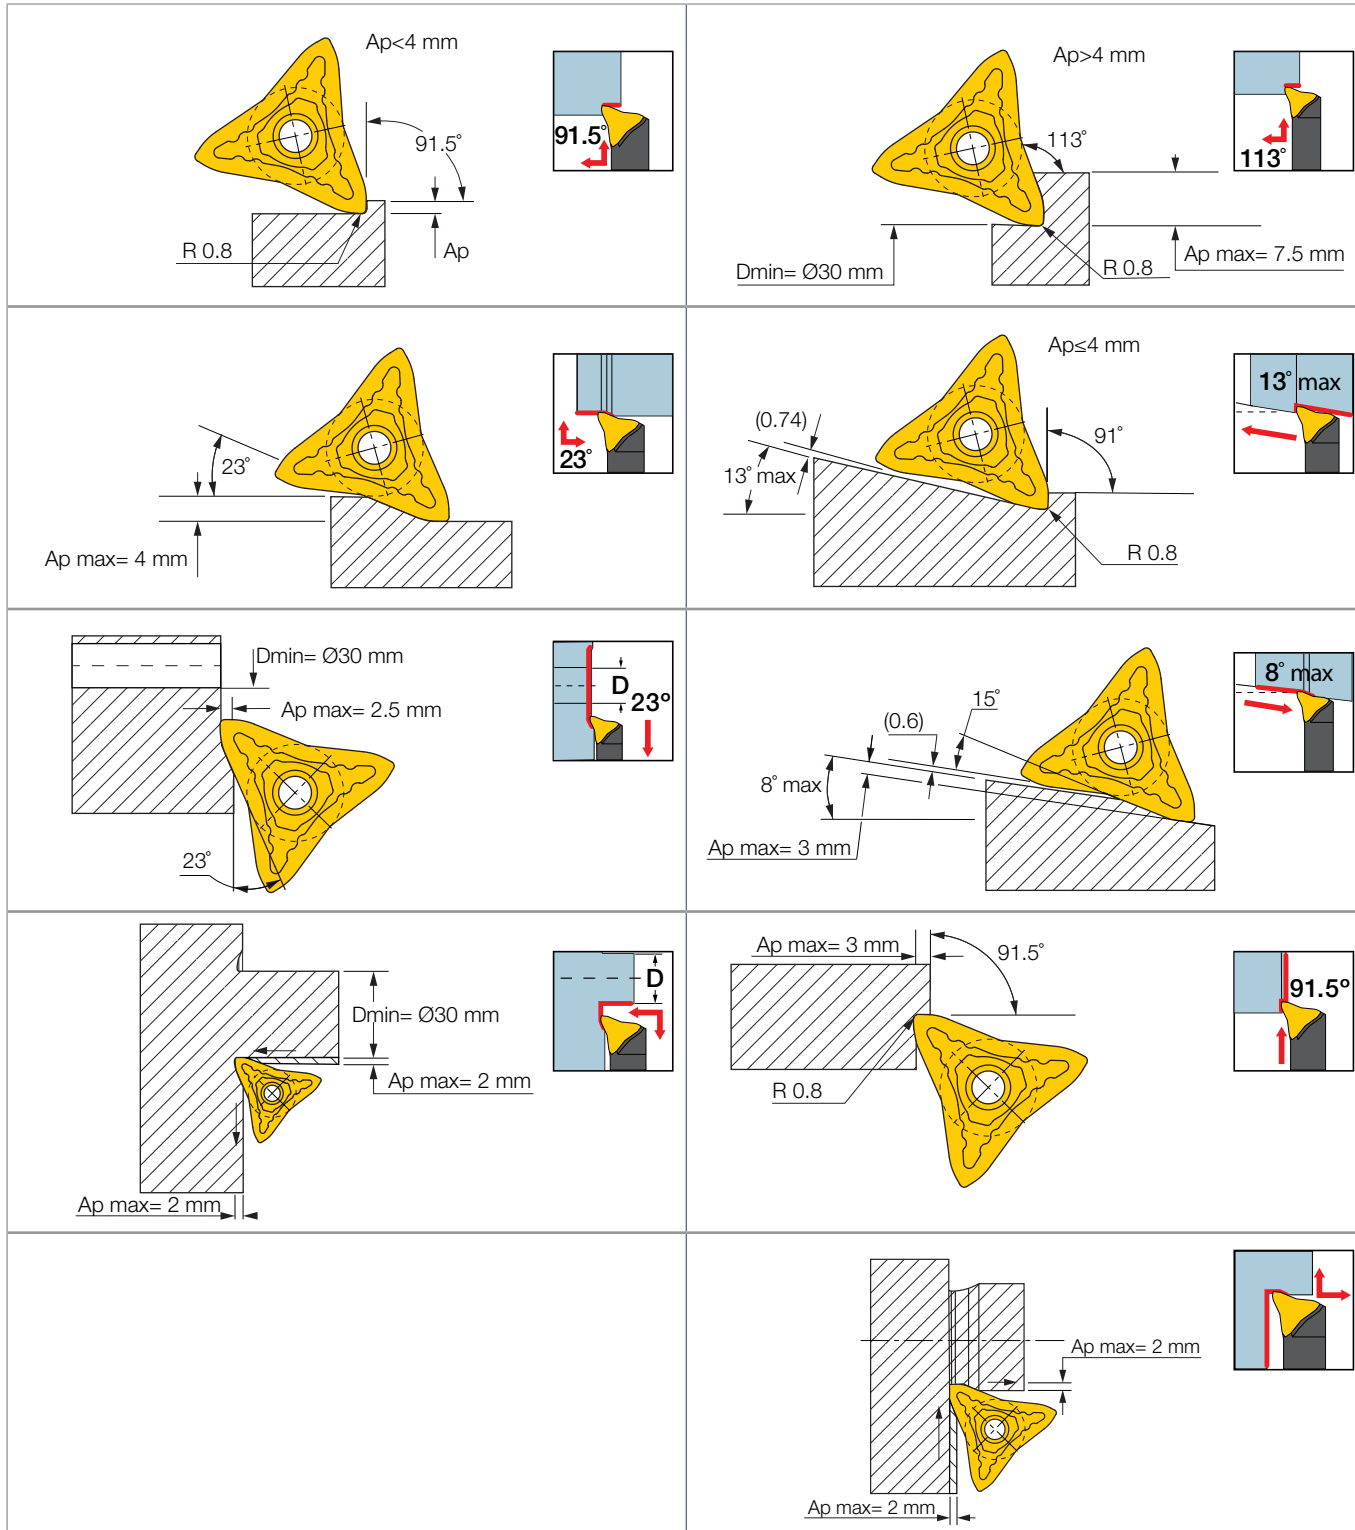 Ap<4 mm
91.5°
R 0.8
Ap
91.5°
Ap>4 mm
113°
Dmin= Ø30 mm
R 0.8
Ap max= 7.5 mm
113°
23°
Ap max= 4 mm
23°
Ap≤4 mm
(0.74)
13° max
91°
R 0.8
13° max
Dmin= Ø30 mm
Ap max= 2.5 mm
23°
D
23º
15°
(0.6)
8° max
Ap max= 3 mm
8° max
Dmin= Ø30 mm
Ap max= 2 mm
Ap max= 2 mm
D
Ap max= 3 mm
91.5°
R 0.8
91.5º
Ap max= 2 mm
Ap max= 2 mm